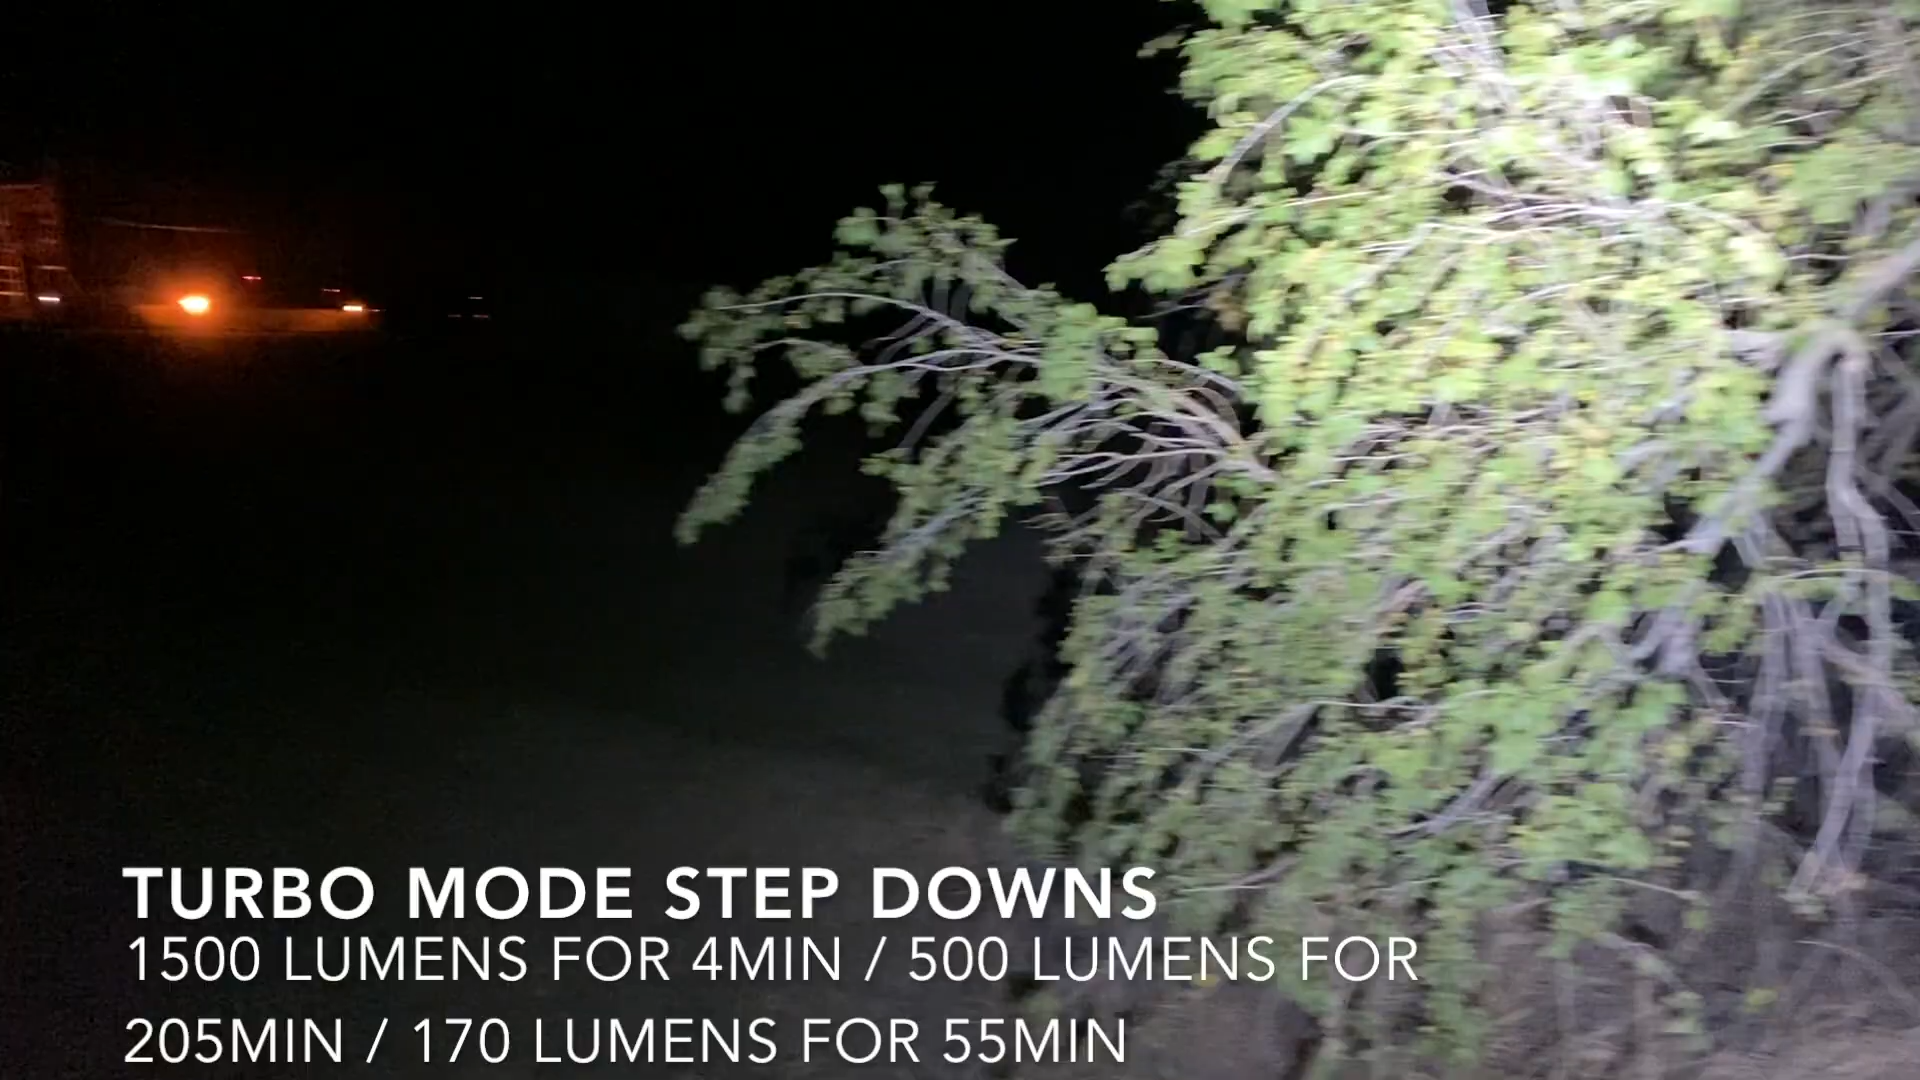 TURBO MODE STEP DOWNS
1500 LUMENS FOR 4MIN / 500 LUMENS FOR
205MIN / 170 LUMENS FOR 55MIN